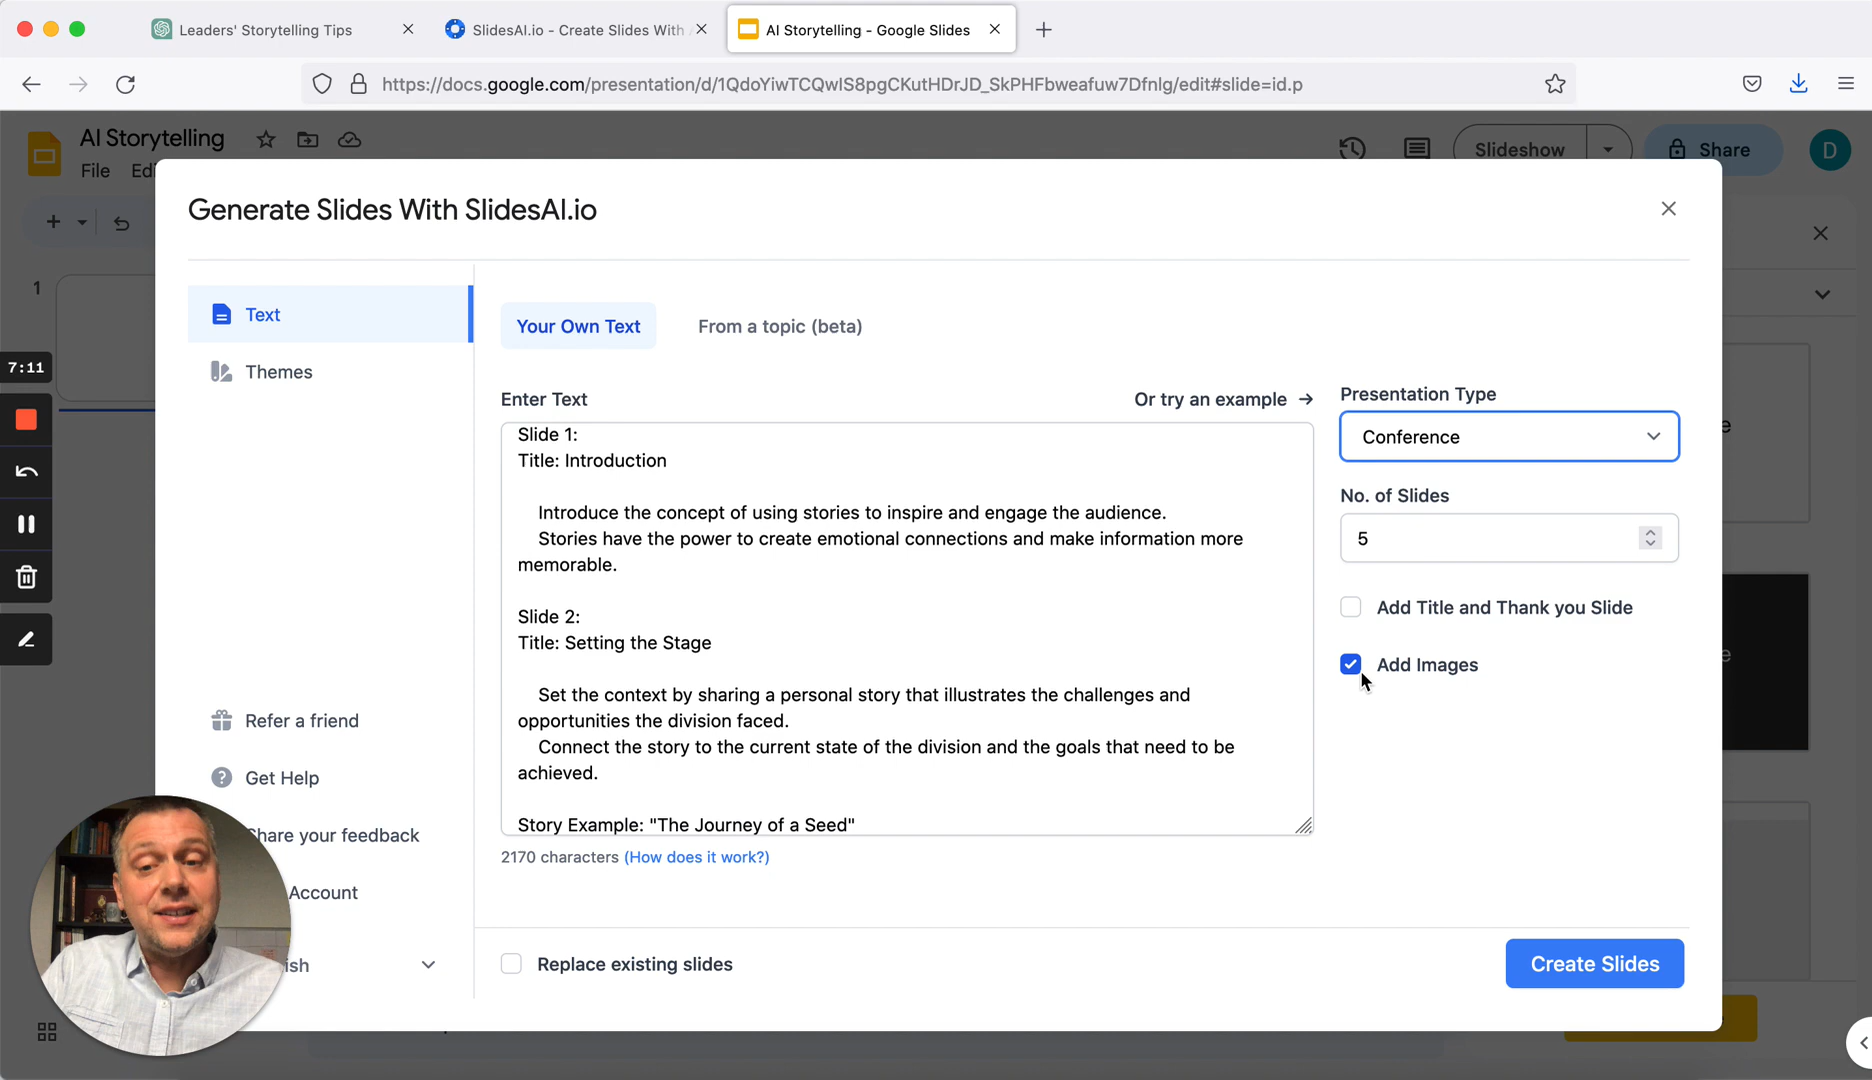 Leaders' Storytelling Tips
SlidesAI.io - Create Slides With
AI Storytelling - Google Slides
https://docs.google.com/presentation/d/1QdoYiwTCQwIS8pgCKutHDrJD_SkPHFbweafuw7Dfnlg/edit#slide=id.p
AI Storytelling
File Edi
Slideshow
Share
D
Generate Slides With SlidesAI.io
1
Text
Themes
7:11
Your Own Text
From a topic (beta)
Enter Text
Or try an example →
Presentation Type
Conference
No. of Slides
5
Add Title and Thank you Slide
Add Images
Slide 1:
Title: Introduction
Introduce the concept of using stories to inspire and engage the audience.
Stories have the power to create emotional connections and make information more
memorable.
Slide 2:
Title: Setting the Stage
Set the context by sharing a personal story that illustrates the challenges and
opportunities the division faced.
Connect the story to the current state of the division and the goals that need to be
achieved.
Story Example: "The Journey of a Seed"
2170 characters (How does it work?)
Refer a friend
Get Help
hare your feedback
Account
ish
Replace existing slides
Create Slides